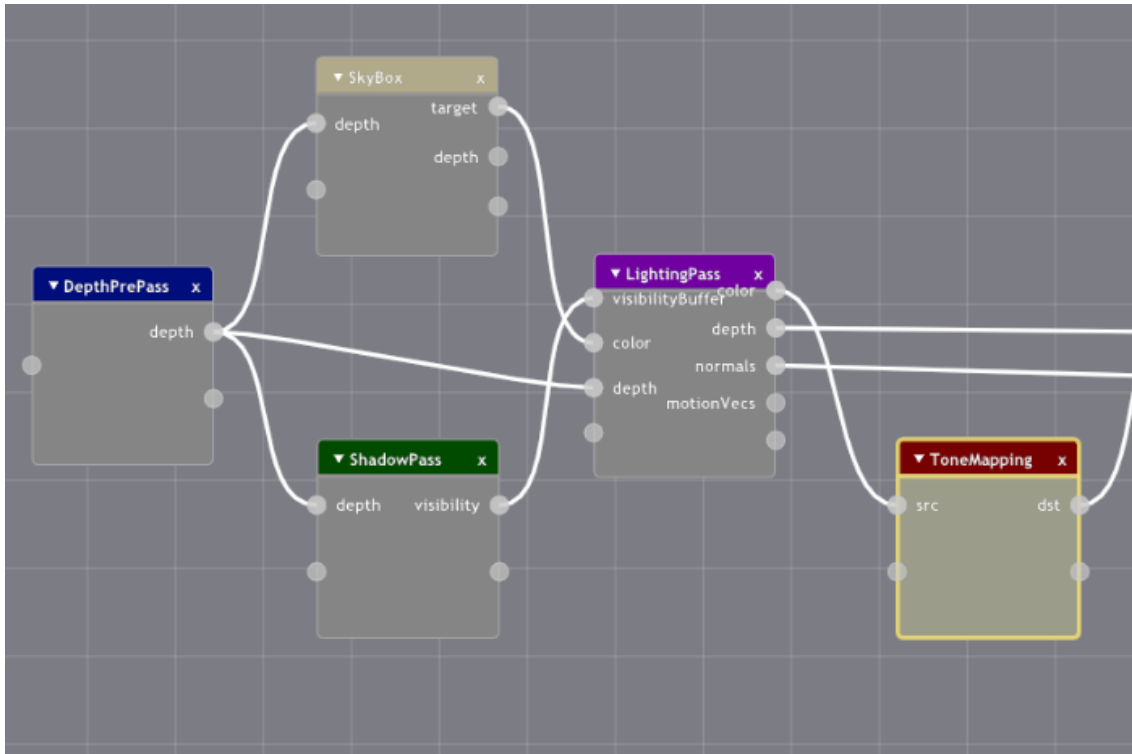 ▼ SkyBox x
target
depth
depth
▼ DepthPrePass x
depth
▼ LightingPass x
color
visibilityBuffer
depth
color
normals
depth
motionVecs
▼ ShadowPass x
depth visibility
▼ ToneMapping x
src dst